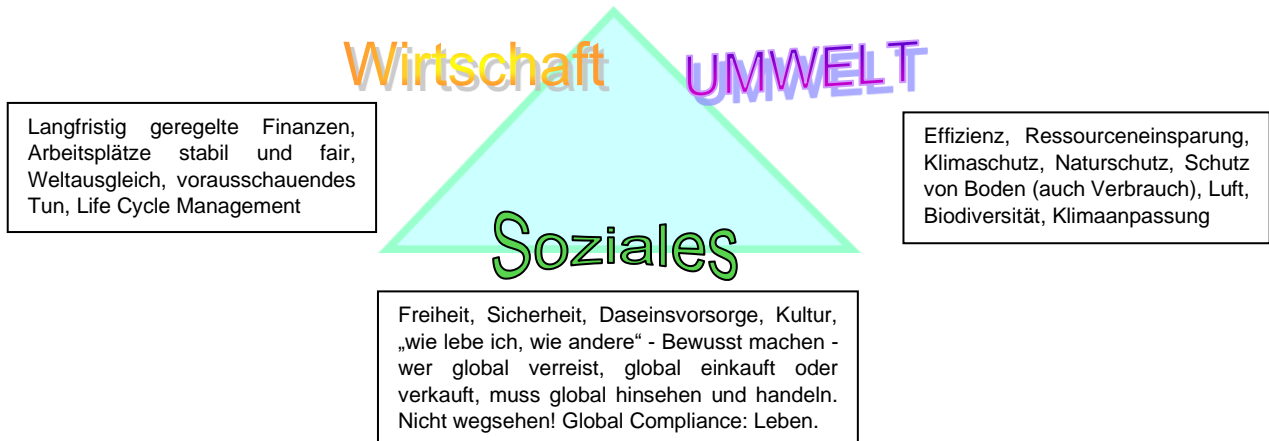 Wirtschaft
UMWELT
Langfristig geregelte Finanzen,
Arbeitsplätze stabil und fair,
Weltausgleich, vorausschauendes
Tun, Life Cycle Management
Effizienz, Ressourceneinsparung,
Klimaschutz, Naturschutz, Schutz
von Boden (auch Verbrauch), Luft,
Biodiversität, Klimaanpassung
Soziales
Freiheit, Sicherheit, Daseinsvorsorge, Kultur,
„wie lebe ich, wie andere“ - Bewusst machen -
wer global verreist, global einkauft oder
verkauft, muss global hinsehen und handeln.
Nicht wegsehen! Global Compliance: Leben.